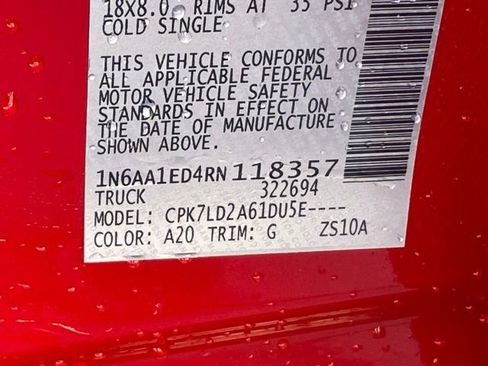 18X8.0 RIMS AT 35 PSI
COLD SINGLE
THIS VEHICLE CONFORMS TO
ALL APPLICABLE FEDERAL
MOTOR VEHICLE SAFETY
STANDARDS IN EFFECT ON
THE DATE OF MANUFACTURE
SHOWN ABOVE.
1N6AA1ED4RN118357
TRUCK 322694
MODEL: CPK7LD2A61DU5E----
COLOR: A20 TRIM: G ZS10A